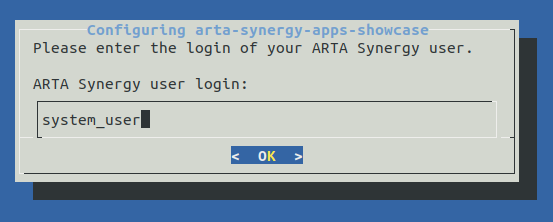 Configuring arta-synergy-apps-showcase
Please enter the login of your ARTA Synergy user.
ARTA Synergy user login:
system_user
< OK >